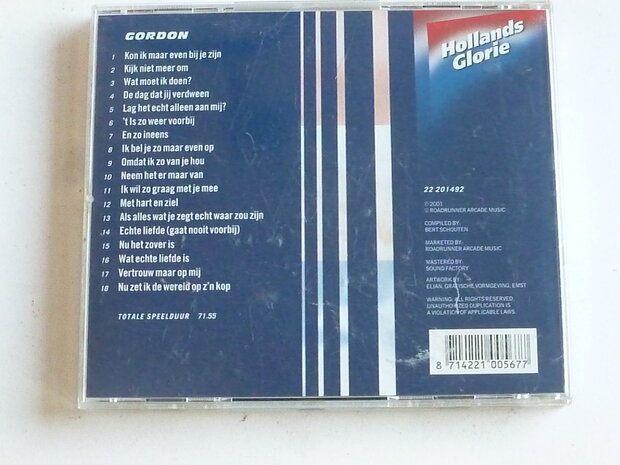 GORDON
1 Kon ik maar even bij je zijn
2 Kijk niet meer om
3 Wat moet ik doen?
4 De dag dat jij verdween
5 Lag het echt alleen aan mij?
6 't Is zo weer voorbij
7 En zo ineens
8 Ik bel je zo maar even op
9 Omdat ik zo van je hou
10 Neem het er maar van
11 Ik wil zo graag met je mee
12 Met hart en ziel
13 Als alles wat je zegt echt waar zou zijn
14 Echte liefde (gaat nooit voorbij)
15 Nu het zover is
16 Wat echte liefde is
17 Vertrouw maar op mij
18 Nu zet ik de wereld op z'n kop
TOTALE SPEELDUUR 71.55
Hollands
Glorie
22 201492
© 2001
℗ ROADRUNNER ARCADE MUSIC
COMPILED BY:
BERT SCHOUTEN
MARKETED BY:
ROADRUNNER ARCADE MUSIC
MASTERED BY:
SOUND FACTORY
ARTWORK BY:
ELIAN, GRAFISCHE VORMGEVING, EMST
WARNING: ALL RIGHTS RESERVED.
UNAUTHORIZED DUPLICATION IS
A VIOLATION OF APPLICABLE LAWS.
8 714221 005677